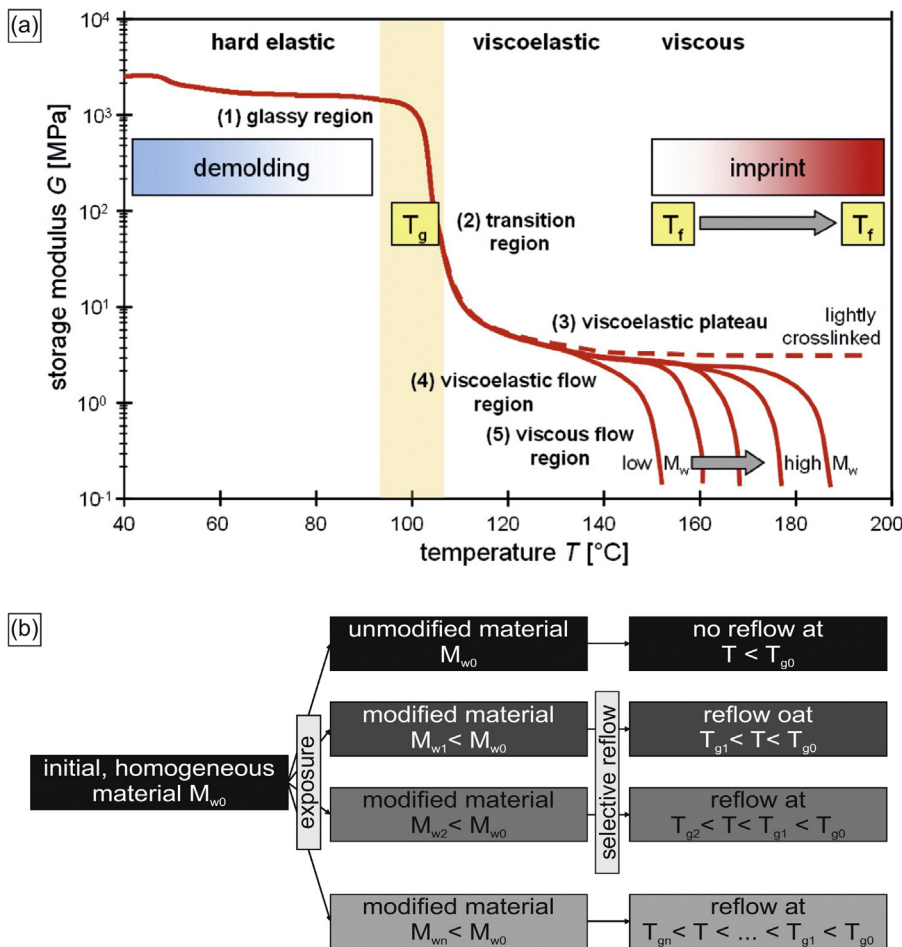 (a)
10⁴
10³
10²
10¹
10⁰
10⁻¹
storage modulus G [MPa]
hard elastic
viscoelastic
viscous
(1) glassy region
demolding
imprint
T_g
T_f
T_f
(2) transition
region
(3) viscoelastic plateau
lightly
crosslinked
(4) viscoelastic flow
region
(5) viscous flow
region
low M_w
high M_w
40 60 80 100 120 140 160 180 200
temperature T [°C]
(b)
initial, homogeneous
material M_w0
exposure
unmodified material
M_w0
no reflow at
T < T_g0
modified material
M_w1 < M_w0
selective reflow
reflow oat
T_g1 < T < T_g0
modified material
M_w2 < M_w0
reflow at
T_g2 < T < T_g1 < T_g0
modified material
M_wn < M_w0
reflow at
T_gn < T < ... < T_g1 < T_g0